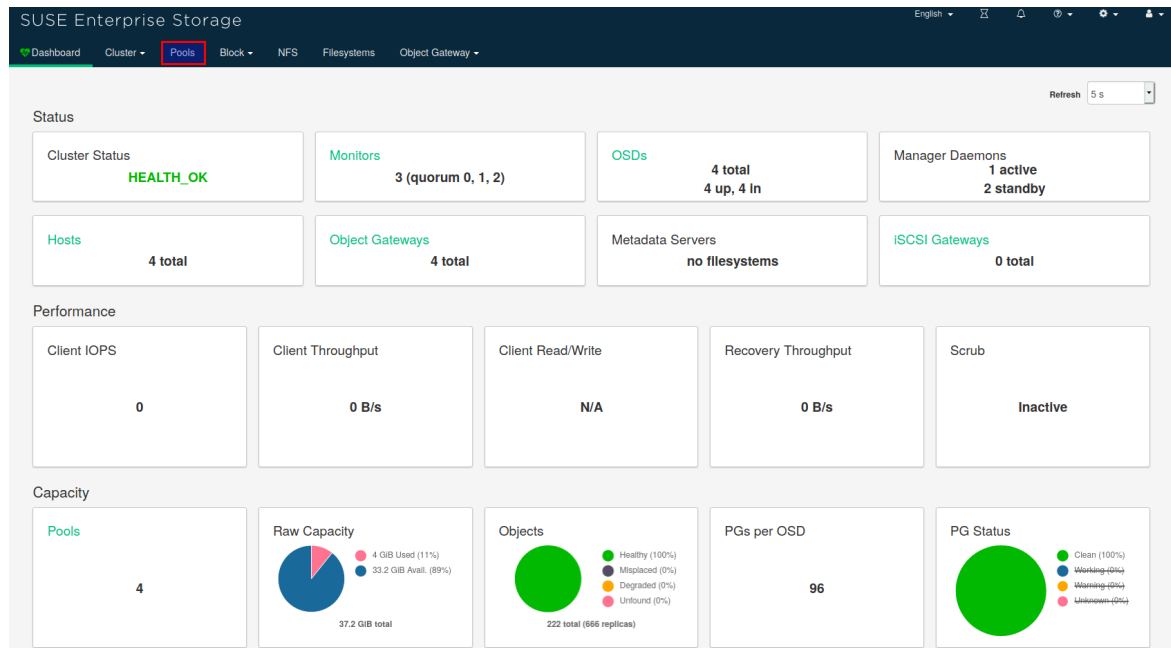 SUSE Enterprise Storage
English
Dashboard Cluster Pools Block NFS Filesystems Object Gateway
Refresh 5 s
Status
Cluster Status
HEALTH_OK
Monitors
3 (quorum 0, 1, 2)
OSDs
4 total
4 up, 4 in
Manager Daemons
1 active
2 standby
Hosts
4 total
Object Gateways
4 total
Metadata Servers
no filesystems
iSCSI Gateways
0 total
Performance
Client IOPS
0
Client Throughput
0 B/s
Client Read/Write
N/A
Recovery Throughput
0 B/s
Scrub
Inactive
Capacity
Pools
4
Raw Capacity
4 GiB Used (11%)
33.2 GiB Avail. (89%)
37.2 GiB total
Objects
Healthy (100%)
Misplaced (0%)
Degraded (0%)
Unfound (0%)
222 total (666 replicas)
PGs per OSD
96
PG Status
Clean (100%)
Working (0%)
Warning (0%)
Unknown (0%)